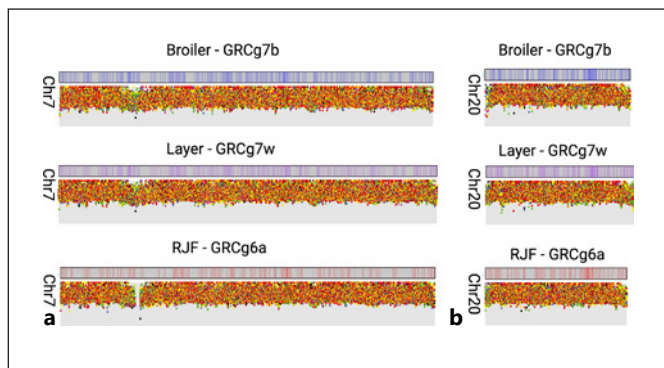 Broiler - GRCg7b
Chr7
Layer - GRCg7w
Chr7
RJF - GRCg6a
Chr7
a
Broiler - GRCg7b
Chr20
Layer - GRCg7w
Chr20
RJF - GRCg6a
Chr20
b